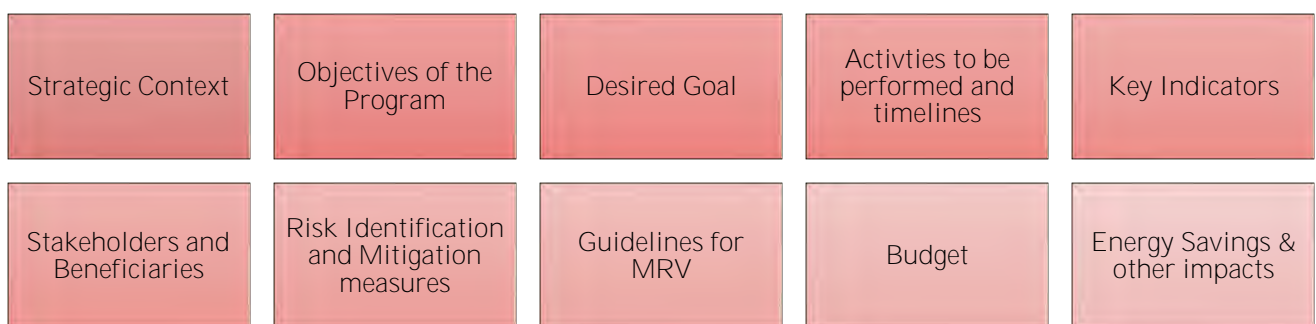 Strategic Context
Objectives of the
Program
Desired Goal
Activties to be
performed and
timelines
Key Indicators
Stakeholders and
Beneficiaries
Risk Identification
and Mitigation
measures
Guidelines for
MRV
Budget
Energy Savings &
other impacts